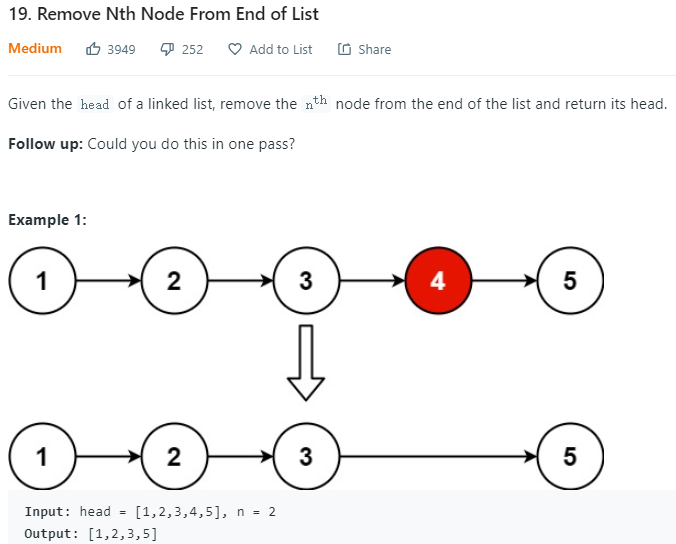 19. Remove Nth Node From End of List
Medium 3949 252 Add to List Share
Given the head of a linked list, remove the nth node from the end of the list and return its head.
Follow up: Could you do this in one pass?
Example 1:
1 2 3 4 5
1 2 3 5
Input: head = [1,2,3,4,5], n = 2
Output: [1,2,3,5]